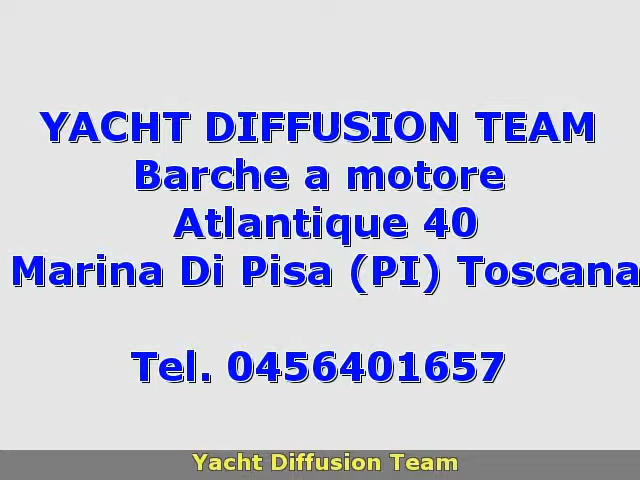 YACHT DIFFUSION TEAM
Barche a motore
Atlantique 40
Marina Di Pisa (PI) Toscana
Tel. 0456401657
Yacht Diffusion Team